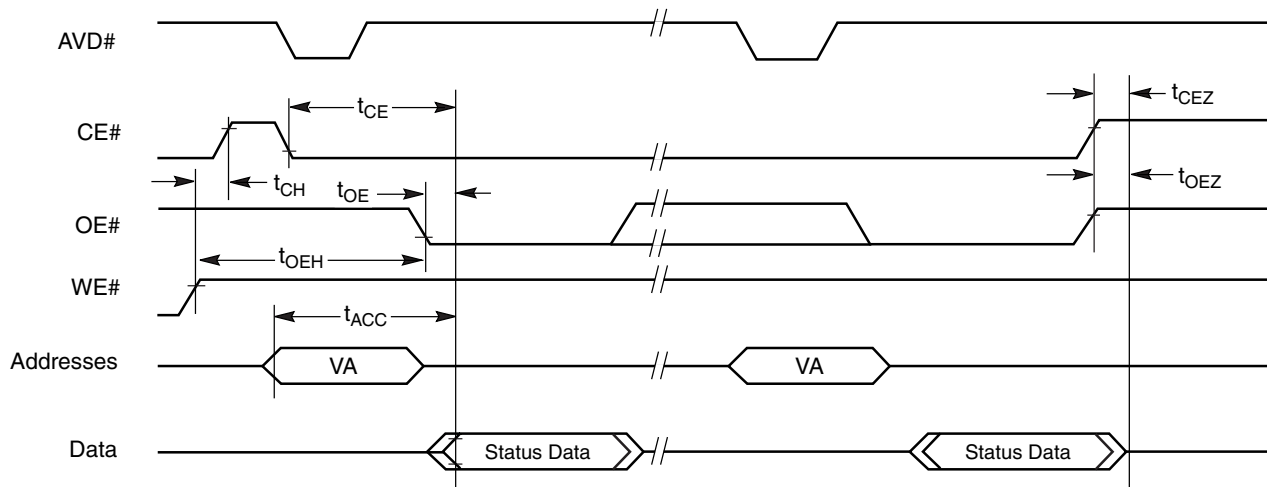 AVD#
CE#
tCE
tCEZ
tCH
tOE
tOEZ
OE#
tOEH
WE#
tACC
Addresses
VA
VA
Data
Status Data
Status Data